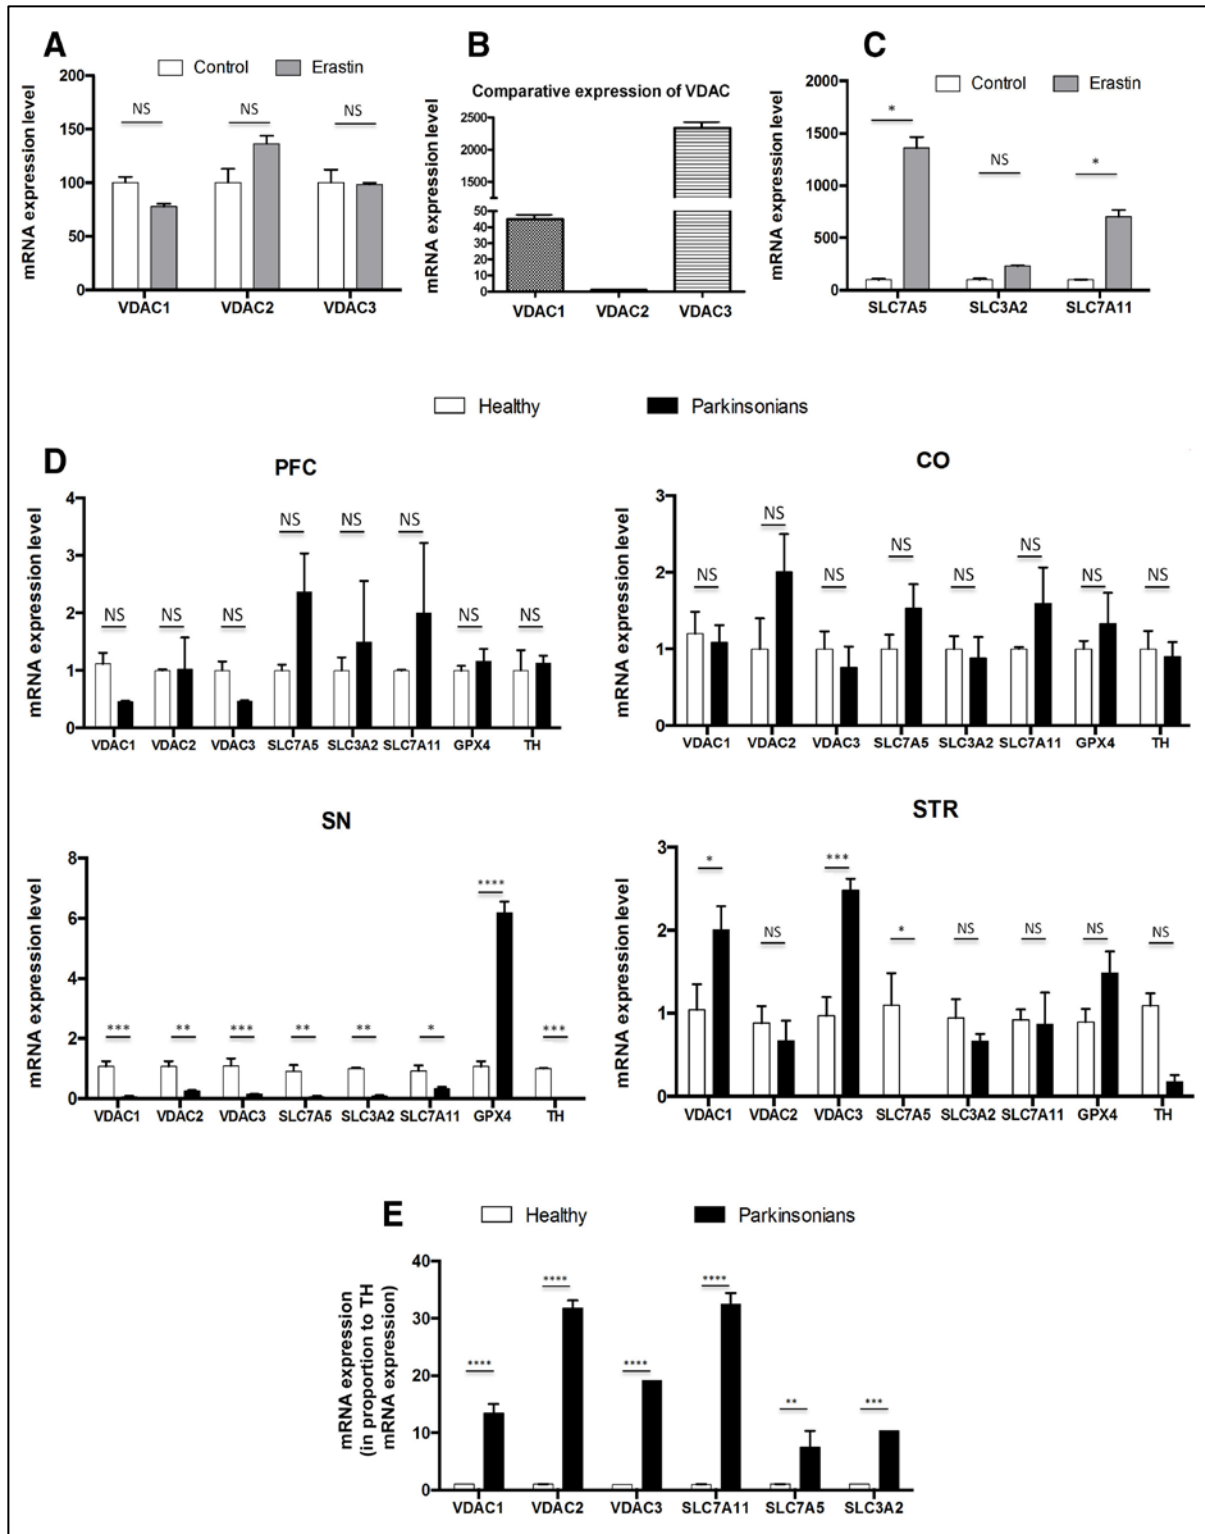 A
Control Erastin
mRNA expression level
200
150
100
50
0
NS NS NS
VDAC1 VDAC2 VDAC3
B
Comparative expression of VDAC
mRNA expression level
2500
2000
1500
1000
500
50
40
30
20
10
0
VDAC1 VDAC2 VDAC3
C
Control Erastin
mRNA expression level
2000
1500
1000
500
0
* NS *
SLC7A5 SLC3A2 SLC7A11
Healthy Parkinsonians
D
PFC
mRNA expression level
4
3
2
1
0
NS NS NS NS NS NS NS NS
VDAC1 VDAC2 VDAC3 SLC7A5 SLC3A2 SLC7A11 GPX4 TH
CO
mRNA expression level
3
2
1
0
NS NS NS NS NS NS NS NS
VDAC1 VDAC2 VDAC3 SLC7A5 SLC3A2 SLC7A11 GPX4 TH
SN
mRNA expression level
8
6
4
2
0
*** ** *** ** ** * **** ***
VDAC1 VDAC2 VDAC3 SLC7A5 SLC3A2 SLC7A11 GPX4 TH
STR
mRNA expression level
3
2
1
0
* NS *** * NS NS NS NS
VDAC1 VDAC2 VDAC3 SLC7A5 SLC3A2 SLC7A11 GPX4 TH
E
Healthy Parkinsonians
mRNA expression
(in proportion to TH
mRNA expression)
40
30
20
10
0
**** **** **** **** ** ***
VDAC1 VDAC2 VDAC3 SLC7A11 SLC7A5 SLC3A2